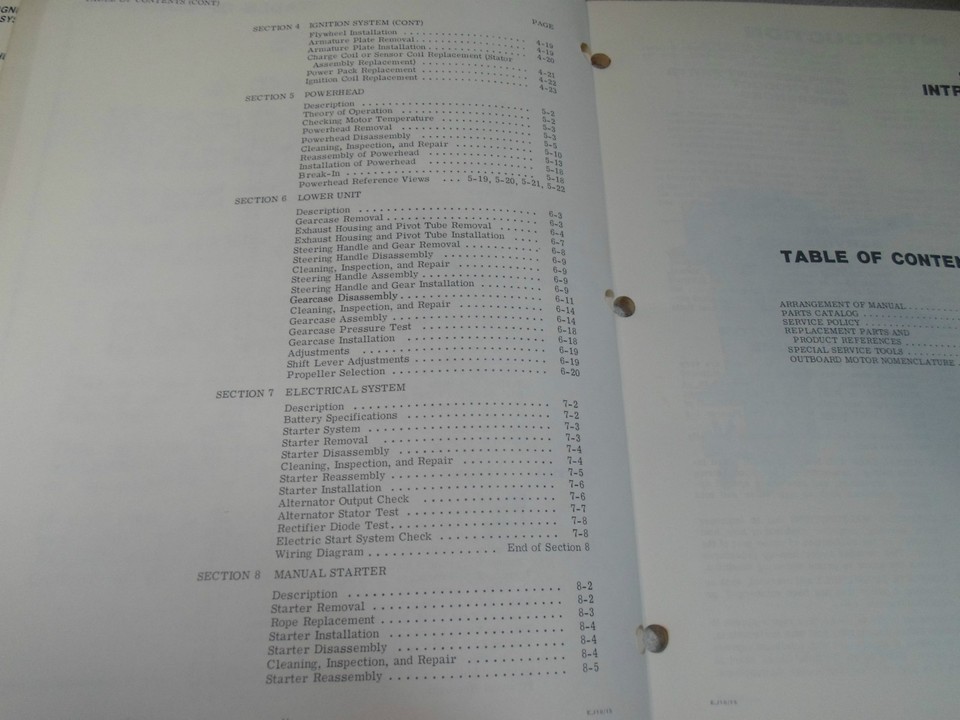 TABLE OF CONTENTS (CONT)
SECTION 4 IGNITION SYSTEM (CONT) PAGE
Flywheel Installation
Armature Plate Removal 4-19
Armature Plate Installation 4-19
Charge Coil or Sensor Coil Replacement (Stator 4-20
Assembly Replacement)
Power Pack Replacement 4-21
Ignition Coil Replacement 4-22
4-23
SECTION 5 POWERHEAD
Description
Theory of Operation 5-2
Checking Motor Temperature 5-2
Powerhead Removal 5-3
Powerhead Disassembly 5-3
Cleaning, Inspection, and Repair 5-5
Reassembly of Powerhead 5-10
Installation of Powerhead 5-12
Break-In 5-18
Powerhead Reference Views ... 5-19, 5-20, 5-21, 5-22
SECTION 6 LOWER UNIT
Description 6-3
Gearcase Removal 6-3
Exhaust Housing and Pivot Tube Removal 6-4
Exhaust Housing and Pivot Tube Installation 6-7
Steering Handle and Gear Removal 6-8
Steering Handle Disassembly 6-9
Cleaning, Inspection, and Repair 6-9
Steering Handle Assembly 6-9
Steering Handle and Gear Installation 6-9
Gearcase Disassembly 6-11
Cleaning, Inspection, and Repair 6-14
Gearcase Assembly 6-14
Gearcase Pressure Test 6-18
Gearcase Installation 6-18
Adjustments 6-19
Shift Lever Adjustments 6-19
Propeller Selection 6-20
SECTION 7 ELECTRICAL SYSTEM
Description 7-2
Battery Specifications 7-2
Starter System 7-3
Starter Removal 7-3
Starter Disassembly 7-4
Cleaning, Inspection, and Repair 7-4
Starter Reassembly 7-5
Starter Installation 7-6
Alternator Output Check 7-6
Alternator Stator Test 7-7
Rectifier Diode Test 7-8
Electric Start System Check 7-8
Wiring Diagram End of Section 8
SECTION 8 MANUAL STARTER
Description 8-2
Starter Removal 8-2
Rope Replacement 8-3
Starter Installation 8-4
Starter Disassembly 8-4
Cleaning, Inspection, and Repair 8-4
Starter Reassembly 8-5
INTR
TABLE OF CONTEN
ARRANGEMENT OF MANUAL
PARTS CATALOG
SERVICE POLICY
REPLACEMENT PARTS AND
PRODUCT REFERENCES
SPECIAL SERVICE TOOLS
OUTBOARD MOTOR NOMENCLATURE